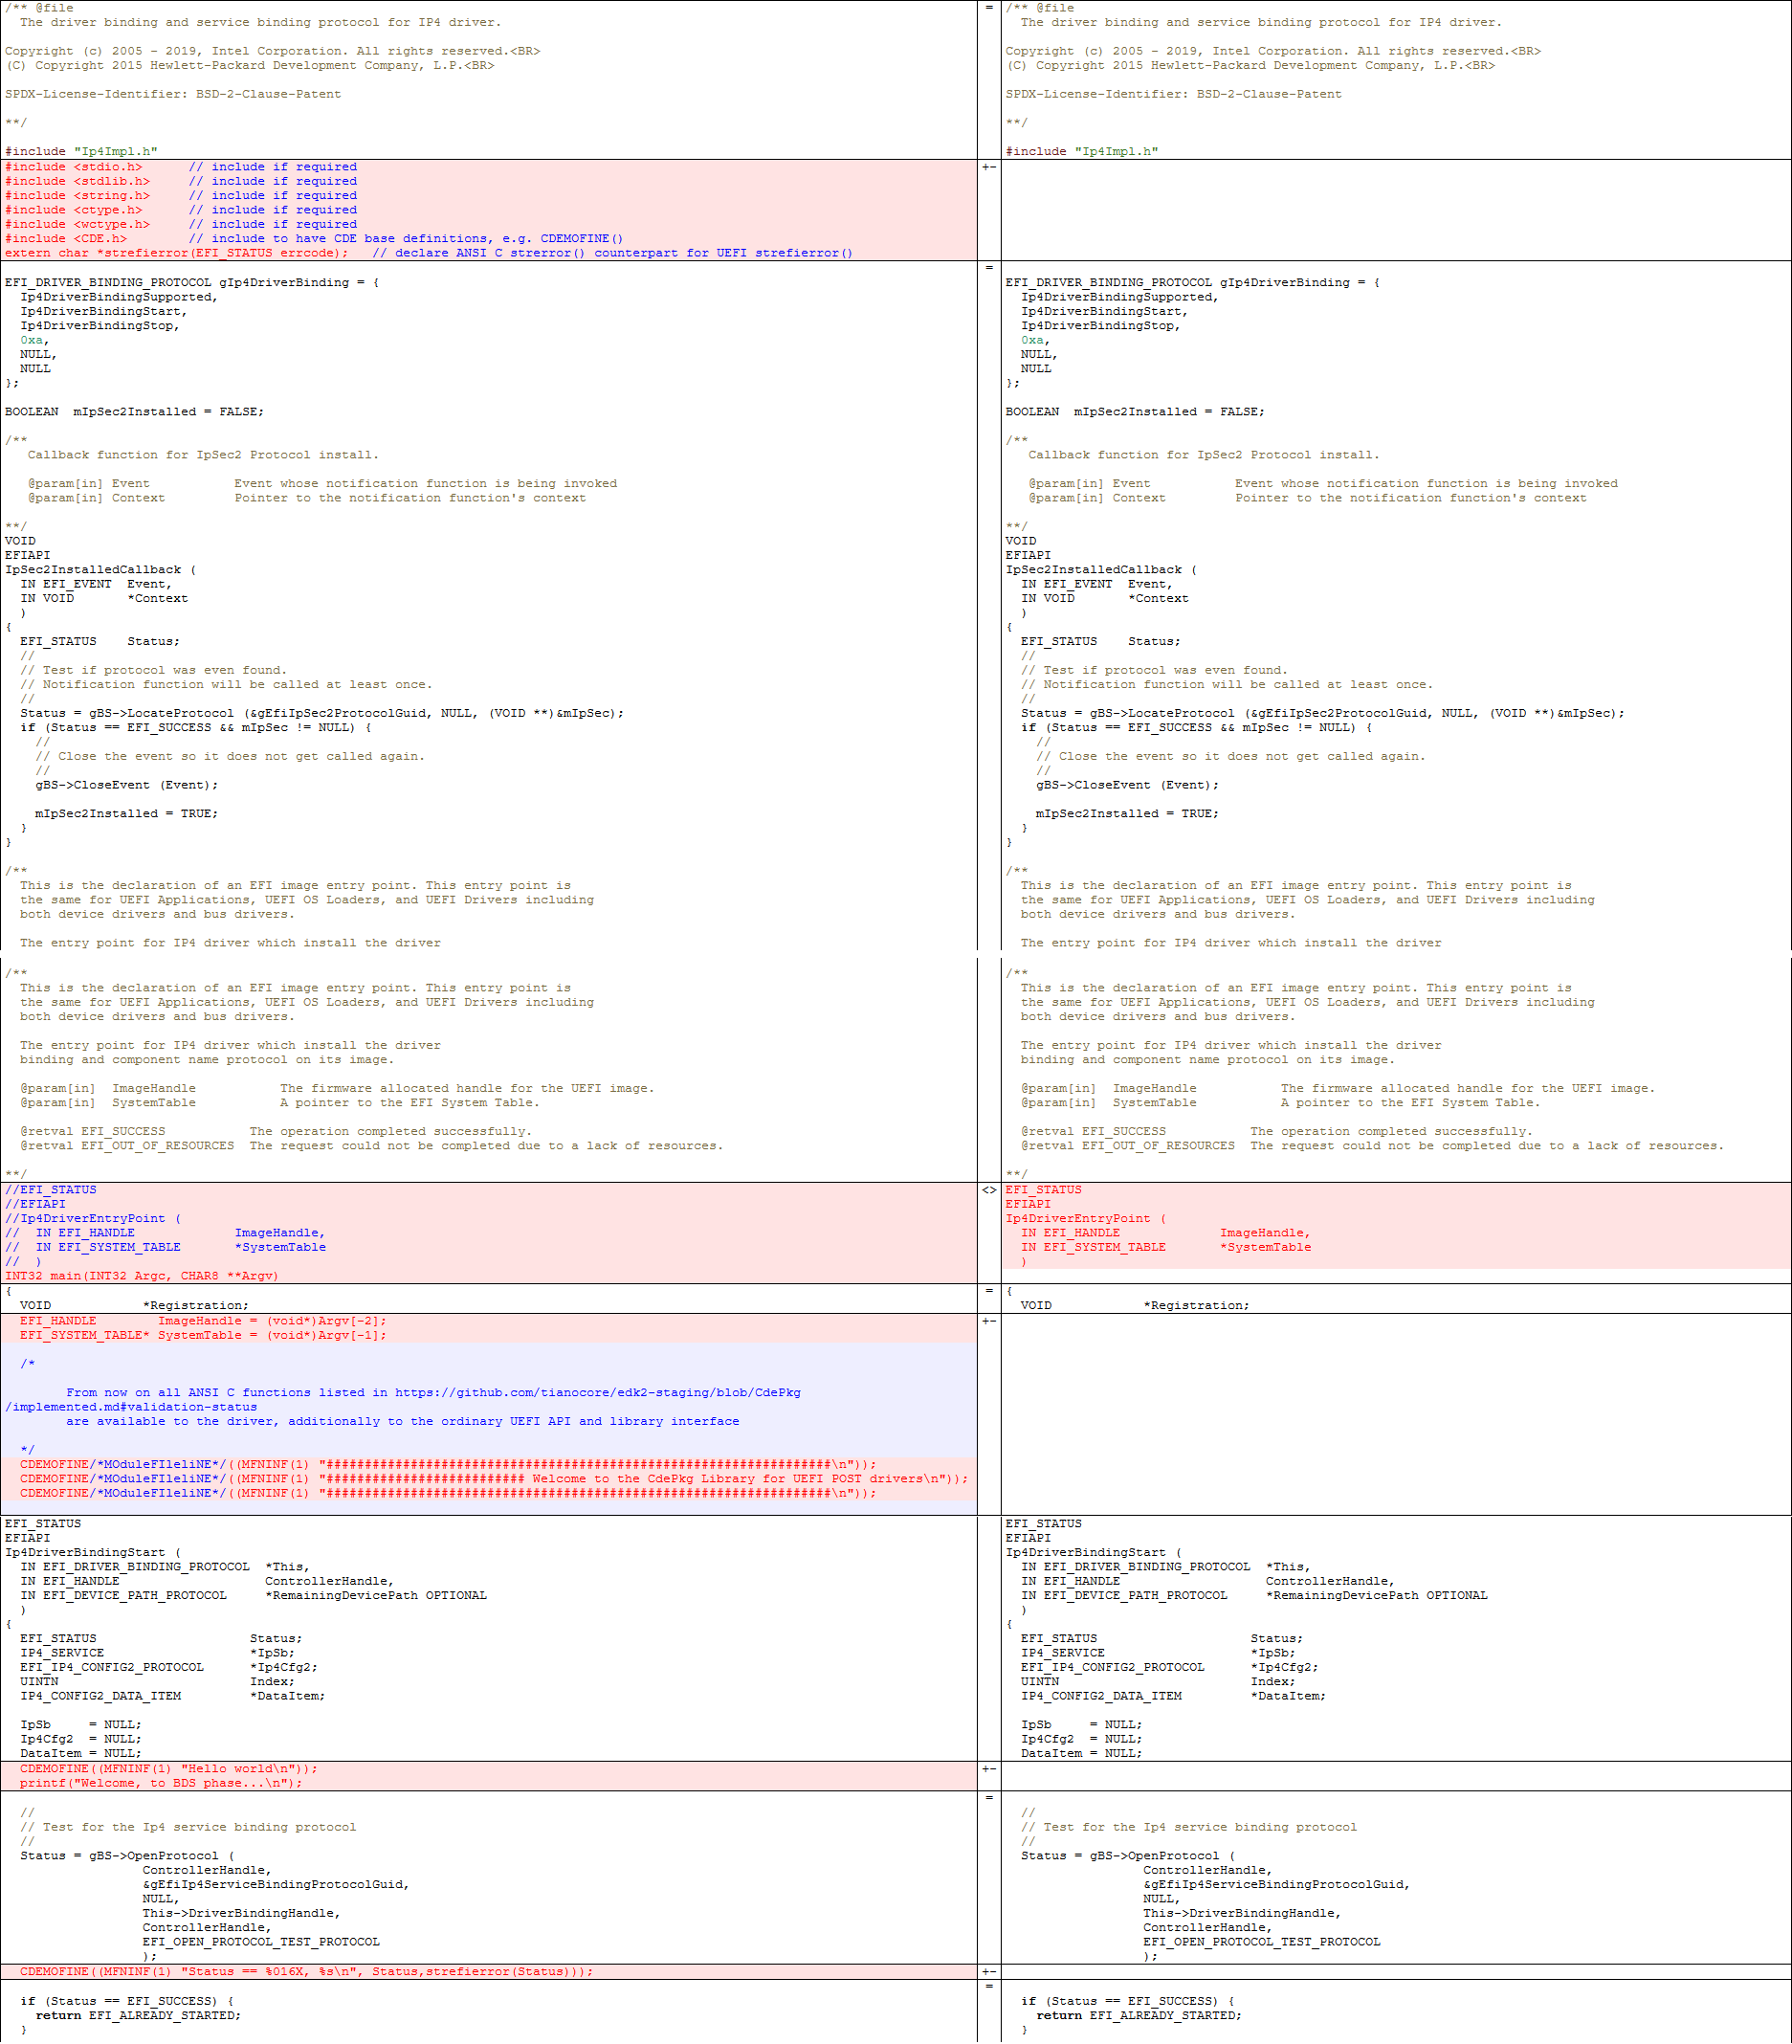 /** @file
  The driver binding and service binding protocol for IP4 driver.

Copyright (c) 2005 - 2019, Intel Corporation. All rights reserved.<BR>
(C) Copyright 2015 Hewlett-Packard Development Company, L.P.<BR>

SPDX-License-Identifier: BSD-2-Clause-Patent

**/

#include "Ip4Impl.h"
#include <stdio.h>      // include if required
#include <stdlib.h>     // include if required
#include <string.h>     // include if required
#include <ctype.h>      // include if required
#include <wctype.h>     // include if required
#include <CDE.h>        // include to have CDE base definitions, e.g. CDEMOFINE()
extern char *strefierror(EFI_STATUS errcode);   // declare ANSI C strerror() counterpart for UEFI strefierror()

EFI_DRIVER_BINDING_PROTOCOL gIp4DriverBinding = {
  Ip4DriverBindingSupported,
  Ip4DriverBindingStart,
  Ip4DriverBindingStop,
  0xa,
  NULL,
  NULL
};

BOOLEAN  mIpSec2Installed = FALSE;

/**
   Callback function for IpSec2 Protocol install.

   @param[in] Event           Event whose notification function is being invoked
   @param[in] Context         Pointer to the notification function's context

**/
VOID
EFIAPI
IpSec2InstalledCallback (
  IN EFI_EVENT  Event,
  IN VOID       *Context
  )
{
  EFI_STATUS    Status;
  //
  // Test if protocol was even found.
  // Notification function will be called at least once.
  //
  Status = gBS->LocateProtocol (&gEfiIpSec2ProtocolGuid, NULL, (VOID **)&mIpSec);
  if (Status == EFI_SUCCESS && mIpSec != NULL) {
    //
    // Close the event so it does not get called again.
    //
    gBS->CloseEvent (Event);

    mIpSec2Installed = TRUE;
  }
}

/**
  This is the declaration of an EFI image entry point. This entry point is
  the same for UEFI Applications, UEFI OS Loaders, and UEFI Drivers including
  both device drivers and bus drivers.

  The entry point for IP4 driver which install the driver

/**
  This is the declaration of an EFI image entry point. This entry point is
  the same for UEFI Applications, UEFI OS Loaders, and UEFI Drivers including
  both device drivers and bus drivers.

  The entry point for IP4 driver which install the driver
  binding and component name protocol on its image.

  @param[in]  ImageHandle           The firmware allocated handle for the UEFI image.
  @param[in]  SystemTable           A pointer to the EFI System Table.

  @retval EFI_SUCCESS           The operation completed successfully.
  @retval EFI_OUT_OF_RESOURCES  The request could not be completed due to a lack of resources.

**/
//EFI_STATUS
//EFIAPI
//Ip4DriverEntryPoint (
//  IN EFI_HANDLE             ImageHandle,
//  IN EFI_SYSTEM_TABLE       *SystemTable
//  )
INT32 main(INT32 Argc, CHAR8 **Argv)
{
  VOID            *Registration;
  EFI_HANDLE        ImageHandle = (void*)Argv[-2];
  EFI_SYSTEM_TABLE* SystemTable = (void*)Argv[-1];

  /*

        From now on all ANSI C functions listed in https://github.com/tianocore/edk2-staging/blob/CdePkg
/implemented.md#validation-status
        are available to the driver, additionally to the ordinary UEFI API and library interface

  */
  CDEMOFINE/*MOduleFIleliNE*/((MFNINF(1) "##################################################################\n"));
  CDEMOFINE/*MOduleFIleliNE*/((MFNINF(1) "########################## Welcome to the CdePkg Library for UEFI POST drivers\n"));
  CDEMOFINE/*MOduleFIleliNE*/((MFNINF(1) "##################################################################\n"));

EFI_STATUS
EFIAPI
Ip4DriverBindingStart (
  IN EFI_DRIVER_BINDING_PROTOCOL  *This,
  IN EFI_HANDLE                   ControllerHandle,
  IN EFI_DEVICE_PATH_PROTOCOL     *RemainingDevicePath OPTIONAL
  )
{
  EFI_STATUS                    Status;
  IP4_SERVICE                   *IpSb;
  EFI_IP4_CONFIG2_PROTOCOL      *Ip4Cfg2;
  UINTN                         Index;
  IP4_CONFIG2_DATA_ITEM         *DataItem;

  IpSb     = NULL;
  Ip4Cfg2  = NULL;
  DataItem = NULL;
  CDEMOFINE((MFNINF(1) "Hello world\n"));
  printf("Welcome, to BDS phase...\n");

  //
  // Test for the Ip4 service binding protocol
  //
  Status = gBS->OpenProtocol (
                  ControllerHandle,
                  &gEfiIp4ServiceBindingProtocolGuid,
                  NULL,
                  This->DriverBindingHandle,
                  ControllerHandle,
                  EFI_OPEN_PROTOCOL_TEST_PROTOCOL
                  );
  CDEMOFINE((MFNINF(1) "Status == %016X, %s\n", Status,strefierror(Status)));

  if (Status == EFI_SUCCESS) {
    return EFI_ALREADY_STARTED;
  }

=
+-
=
<>
=
+-
+-
=
+-
=

/** @file
  The driver binding and service binding protocol for IP4 driver.

Copyright (c) 2005 - 2019, Intel Corporation. All rights reserved.<BR>
(C) Copyright 2015 Hewlett-Packard Development Company, L.P.<BR>

SPDX-License-Identifier: BSD-2-Clause-Patent

**/

#include "Ip4Impl.h"

EFI_DRIVER_BINDING_PROTOCOL gIp4DriverBinding = {
  Ip4DriverBindingSupported,
  Ip4DriverBindingStart,
  Ip4DriverBindingStop,
  0xa,
  NULL,
  NULL
};

BOOLEAN  mIpSec2Installed = FALSE;

/**
   Callback function for IpSec2 Protocol install.

   @param[in] Event           Event whose notification function is being invoked
   @param[in] Context         Pointer to the notification function's context

**/
VOID
EFIAPI
IpSec2InstalledCallback (
  IN EFI_EVENT  Event,
  IN VOID       *Context
  )
{
  EFI_STATUS    Status;
  //
  // Test if protocol was even found.
  // Notification function will be called at least once.
  //
  Status = gBS->LocateProtocol (&gEfiIpSec2ProtocolGuid, NULL, (VOID **)&mIpSec);
  if (Status == EFI_SUCCESS && mIpSec != NULL) {
    //
    // Close the event so it does not get called again.
    //
    gBS->CloseEvent (Event);

    mIpSec2Installed = TRUE;
  }
}

/**
  This is the declaration of an EFI image entry point. This entry point is
  the same for UEFI Applications, UEFI OS Loaders, and UEFI Drivers including
  both device drivers and bus drivers.

  The entry point for IP4 driver which install the driver

/**
  This is the declaration of an EFI image entry point. This entry point is
  the same for UEFI Applications, UEFI OS Loaders, and UEFI Drivers including
  both device drivers and bus drivers.

  The entry point for IP4 driver which install the driver
  binding and component name protocol on its image.

  @param[in]  ImageHandle           The firmware allocated handle for the UEFI image.
  @param[in]  SystemTable           A pointer to the EFI System Table.

  @retval EFI_SUCCESS           The operation completed successfully.
  @retval EFI_OUT_OF_RESOURCES  The request could not be completed due to a lack of resources.

**/
EFI_STATUS
EFIAPI
Ip4DriverEntryPoint (
  IN EFI_HANDLE             ImageHandle,
  IN EFI_SYSTEM_TABLE       *SystemTable
  )
{
  VOID            *Registration;

EFI_STATUS
EFIAPI
Ip4DriverBindingStart (
  IN EFI_DRIVER_BINDING_PROTOCOL  *This,
  IN EFI_HANDLE                   ControllerHandle,
  IN EFI_DEVICE_PATH_PROTOCOL     *RemainingDevicePath OPTIONAL
  )
{
  EFI_STATUS                    Status;
  IP4_SERVICE                   *IpSb;
  EFI_IP4_CONFIG2_PROTOCOL      *Ip4Cfg2;
  UINTN                         Index;
  IP4_CONFIG2_DATA_ITEM         *DataItem;

  IpSb     = NULL;
  Ip4Cfg2  = NULL;
  DataItem = NULL;

  //
  // Test for the Ip4 service binding protocol
  //
  Status = gBS->OpenProtocol (
                  ControllerHandle,
                  &gEfiIp4ServiceBindingProtocolGuid,
                  NULL,
                  This->DriverBindingHandle,
                  ControllerHandle,
                  EFI_OPEN_PROTOCOL_TEST_PROTOCOL
                  );

  if (Status == EFI_SUCCESS) {
    return EFI_ALREADY_STARTED;
  }